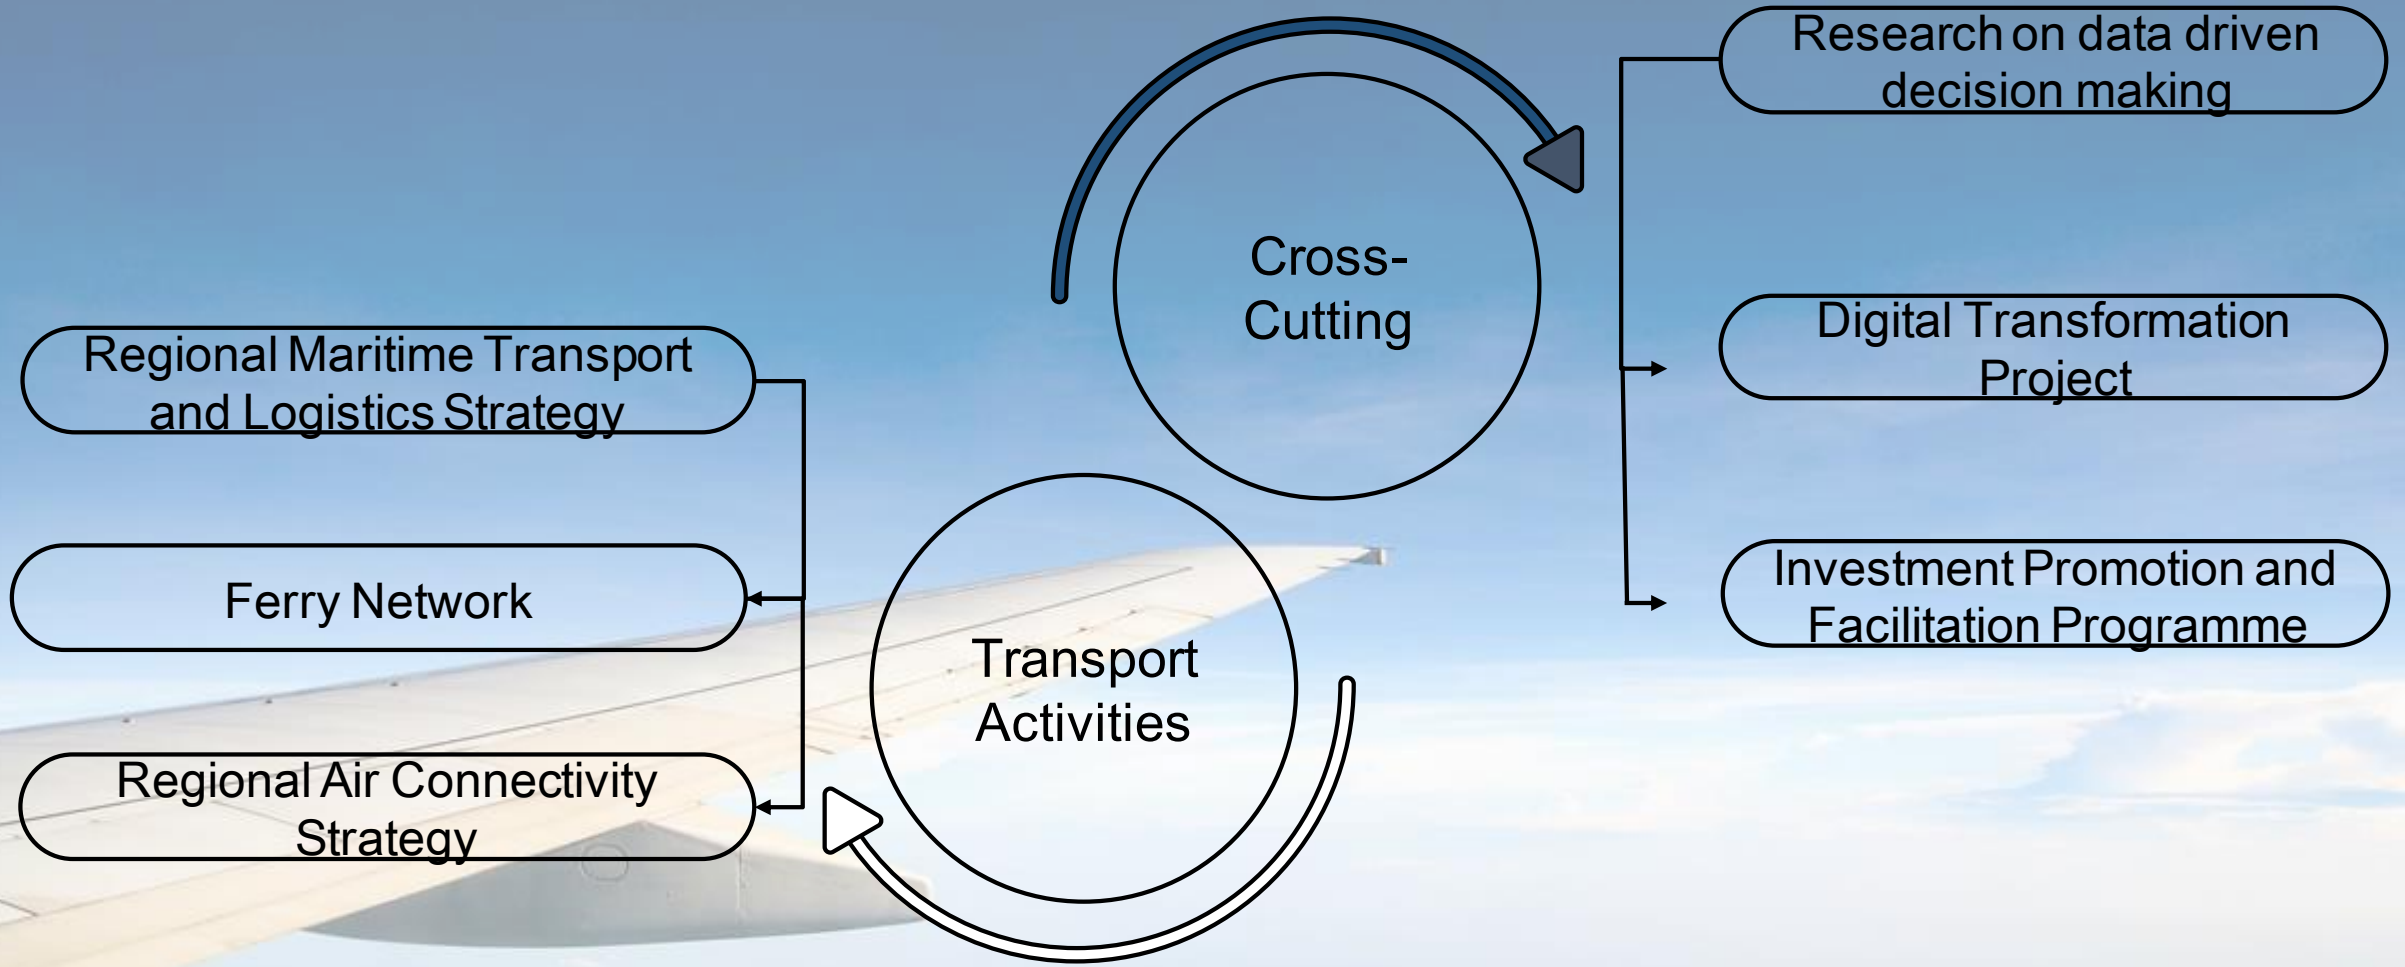 Research on data driven
decision making
Cross-
Cutting
Digital Transformation
Project
Regional Maritime Transport
and Logistics Strategy
Investment Promotion and
Facilitation Programme
Ferry Network
Transport
Activities
Regional Air Connectivity
Strategy